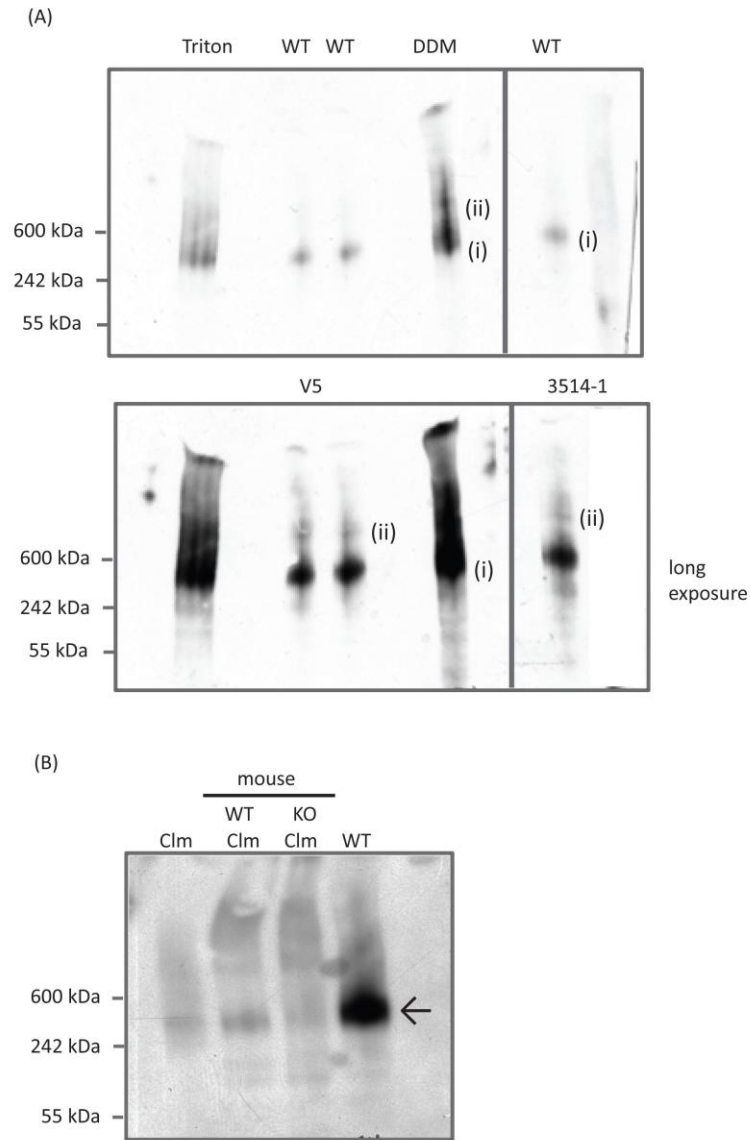 (A)
Triton WT WT DDM WT
(ii)
600 kDa
(i) (i)
242 kDa
55 kDa
V5 3514-1
(ii) (ii)
600 kDa
(i)
long
exposure
242 kDa
55 kDa
(B)
mouse
WT KO
Clm Clm Clm WT
600 kDa
242 kDa
55 kDa